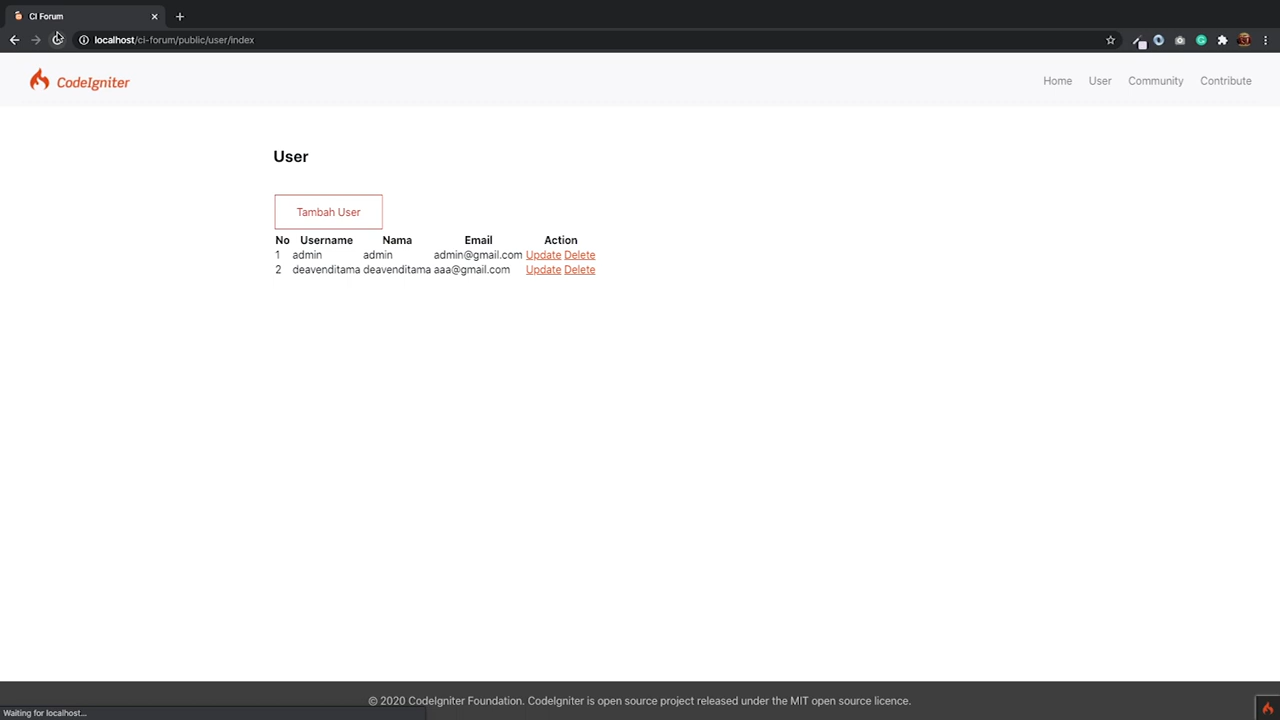 CI Forum
localhost/ci-forum/public/user/index
CodeIgniter
Home User Community Contribute
User
Tambah User
No Username Nama Email Action
1 admin admin admin@gmail.com Update Delete
2 deavenditama deavenditama aaa@gmail.com Update Delete
© 2020 CodeIgniter Foundation. CodeIgniter is open source project released under the MIT open source licence.
Waiting for localhost...